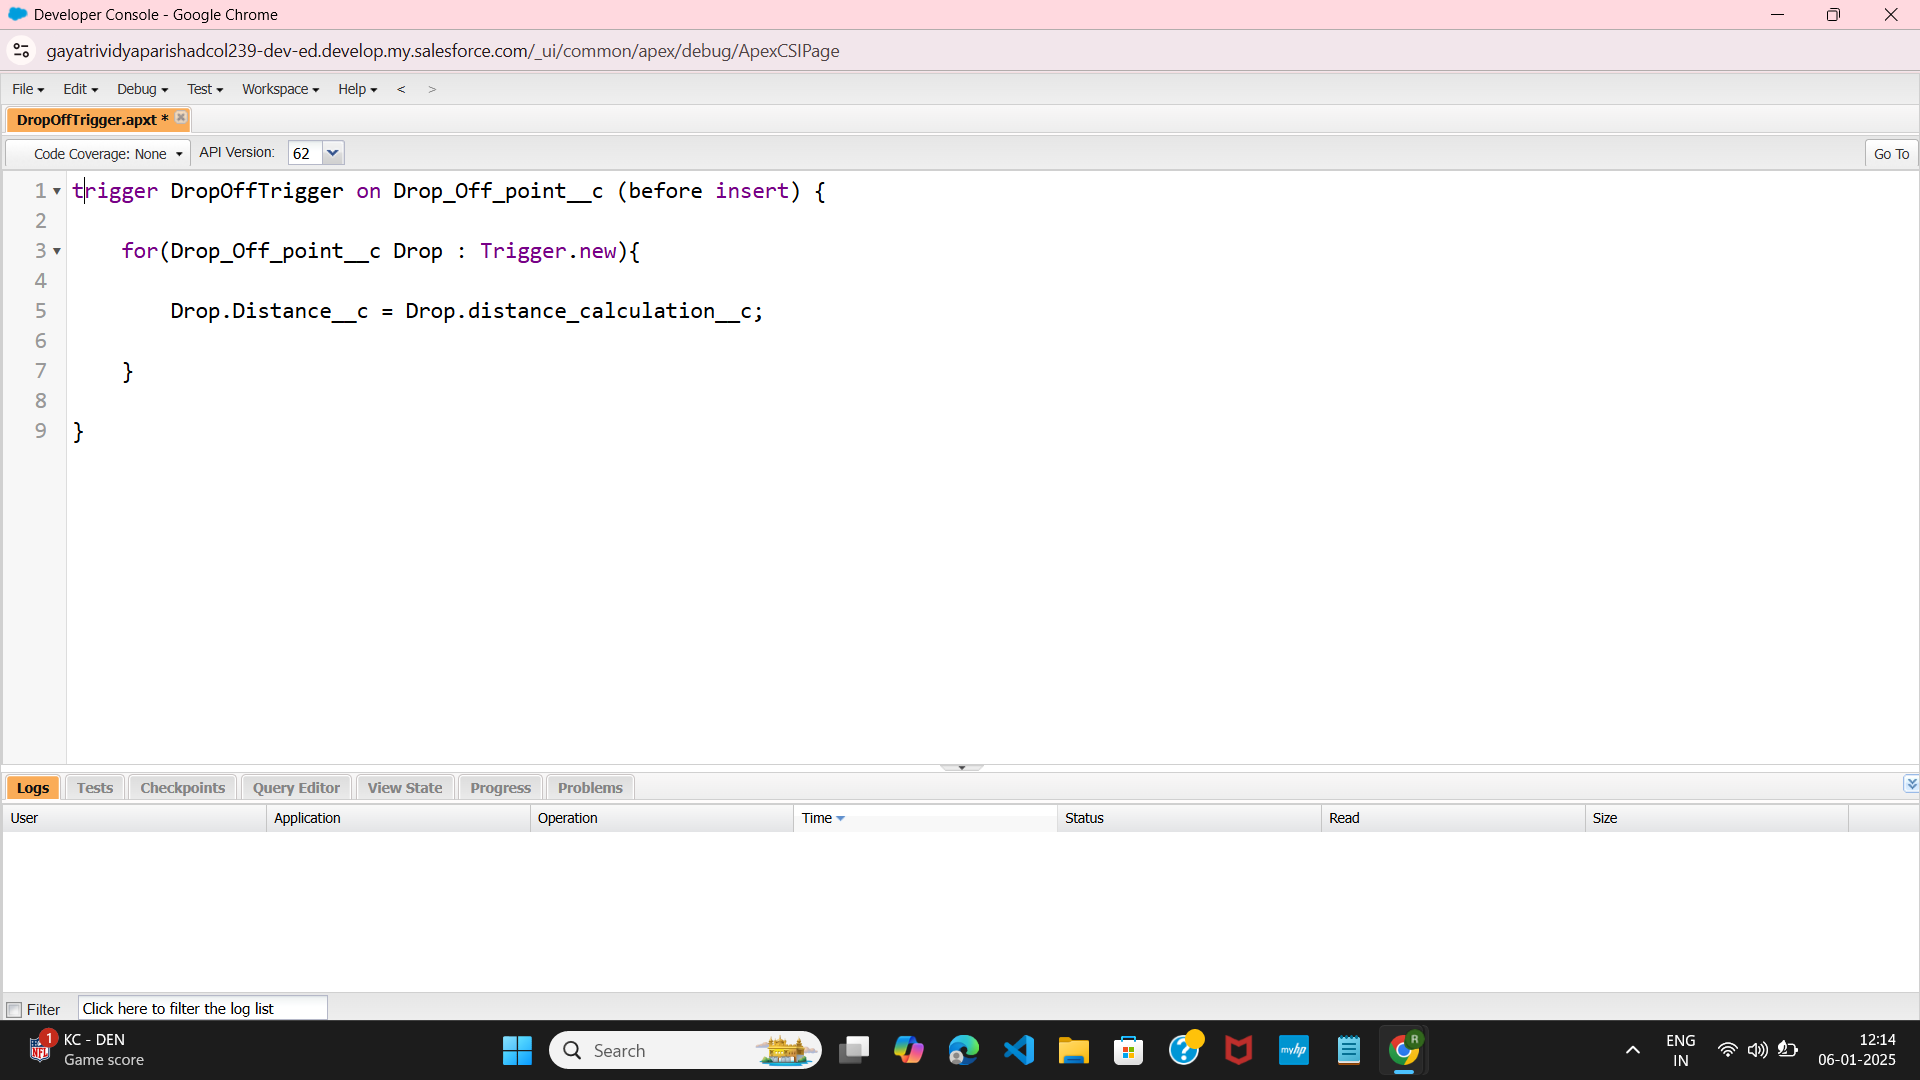 Developer Console - Google Chrome
gayatrividyaparishadcol239-dev-ed.develop.my.salesforce.com/_ui/common/apex/debug/ApexCSIPage
File Edit Debug Test Workspace Help < >
DropOffTrigger.apxt *
Code Coverage: None API Version: 62 Go To
1 trigger DropOffTrigger on Drop_Off_point__c (before insert) {
2
3 for(Drop_Off_point__c Drop : Trigger.new){
4
5 Drop.Distance__c = Drop.distance_calculation__c;
6
7 }
8
9 }
Logs Tests Checkpoints Query Editor View State Progress Problems
User Application Operation Time Status Read Size
Filter Click here to filter the log list
1 KC - DEN
Game score
NFL
Search
myhp
R
ENG
IN
12:14
06-01-2025